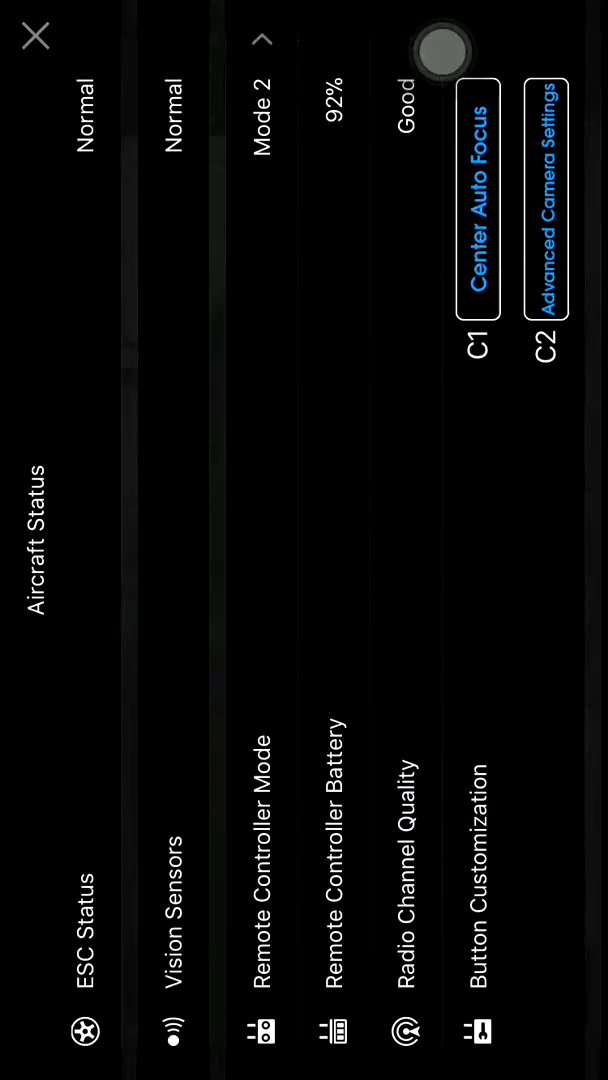 Aircraft Status
ESC Status Normal
Vision Sensors Normal
Remote Controller Mode Mode 2
Remote Controller Battery 92%
Radio Channel Quality Good
Button Customization C1 Center Auto Focus
C2 Advanced Camera Settings